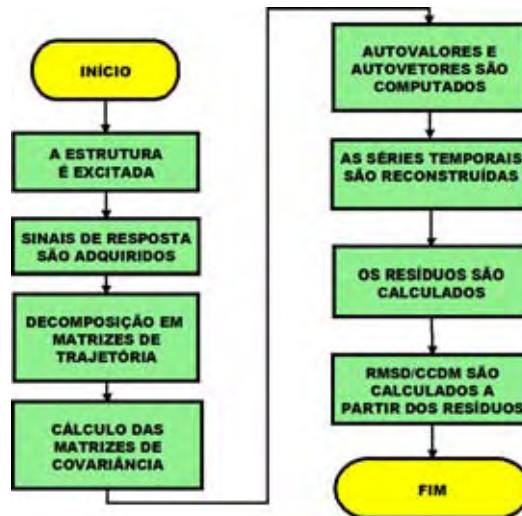 INÍCIO
A ESTRUTURA
É EXCITADA
SINAIS DE RESPOSTA
SÃO ADQUIRIDOS
DECOMPOSIÇÃO EM
MATRIZES DE
TRAJETÓRIA
CÁLCULO DAS
MATRIZES DE
COVARIÂNCIA
AUTOVALORES E
AUTOVETORES SÃO
COMPUTADOS
AS SÉRIES TEMPORAIS
SÃO RECONSTRUÍDAS
OS RESÍDUOS SÃO
CALCULADOS
RMSD/CCDM SÃO
CALCULADOS A
PARTIR DOS RESÍDUOS
FIM